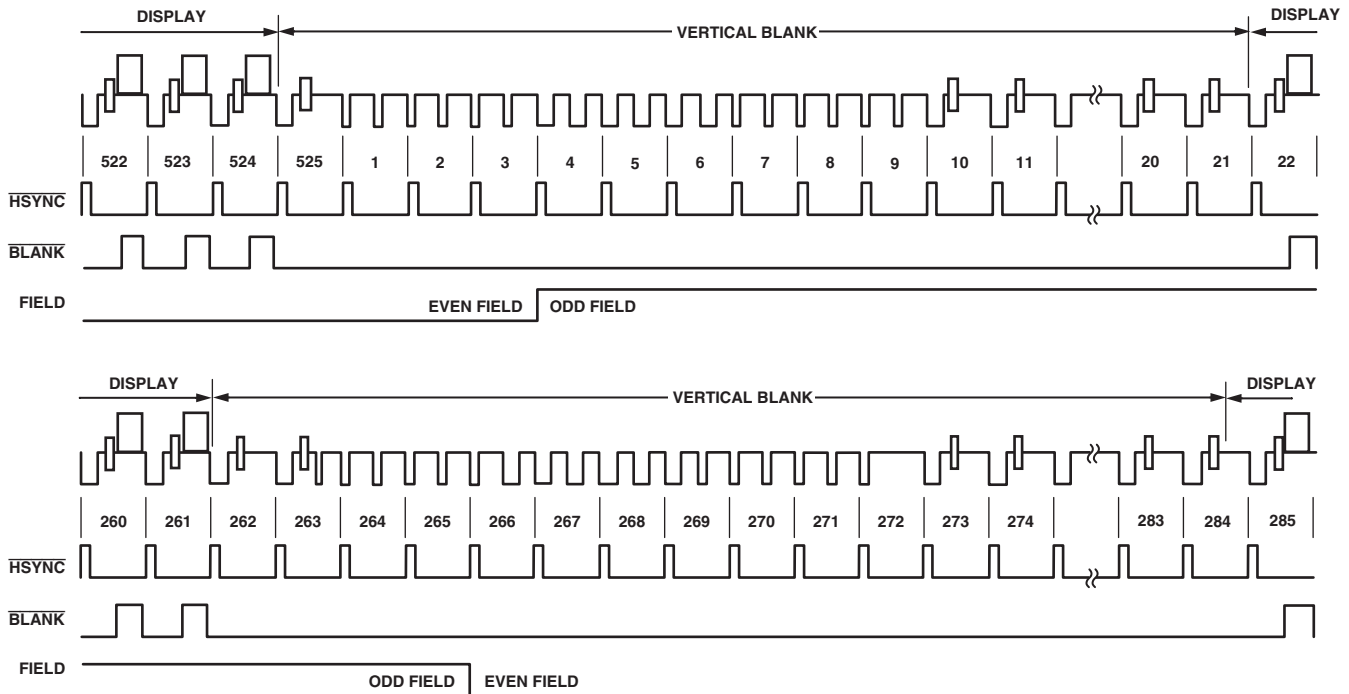 DISPLAY VERTICAL BLANK DISPLAY
522 523 524 525 1 2 3 4 5 6 7 8 9 10 11 20 21 22
HSYNC
BLANK
FIELD EVEN FIELD ODD FIELD
DISPLAY VERTICAL BLANK DISPLAY
260 261 262 263 264 265 266 267 268 269 270 271 272 273 274 283 284 285
HSYNC
BLANK
FIELD ODD FIELD EVEN FIELD